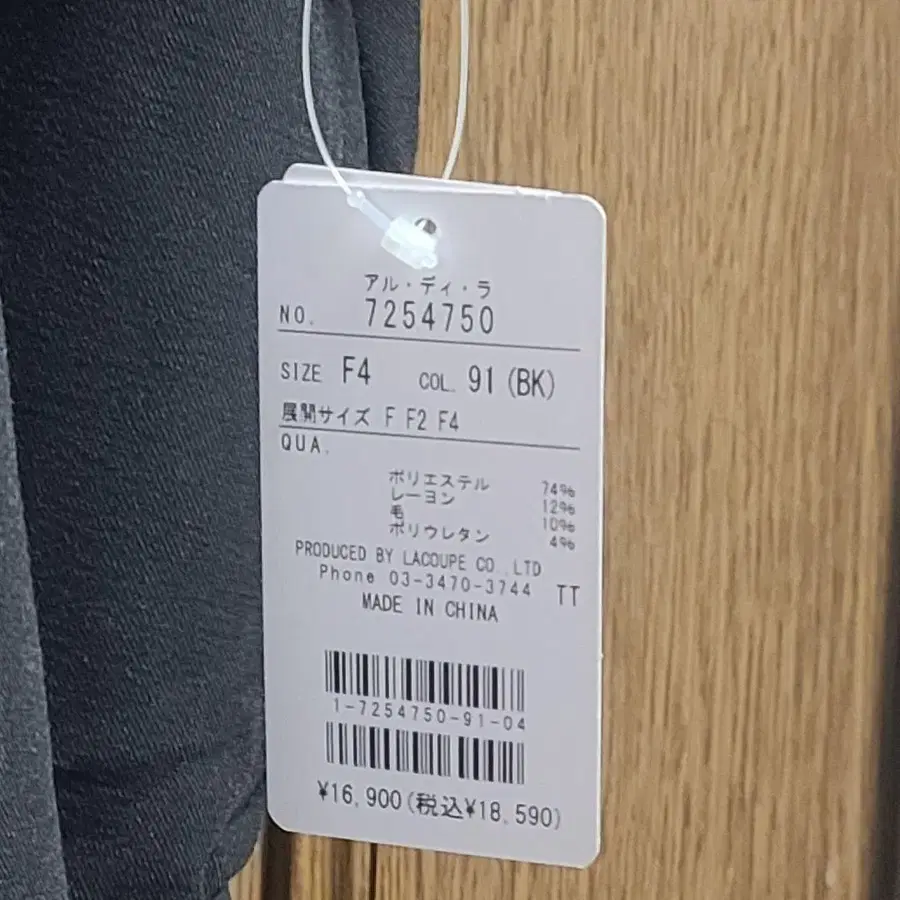 アル・ディ・ラ
NO. 7254750
SIZE F4 COL. 91 (BK)
展開サイズ F F2 F4
QUA.
ポリエステル 74%
レーヨン 12%
毛 10%
ポリウレタン 4%
PRODUCED BY LACOUPE CO.,LTD
Phone 03-3470-3744 TT
MADE IN CHINA
1-7254750-91-04
¥16,900(税込¥18,590)